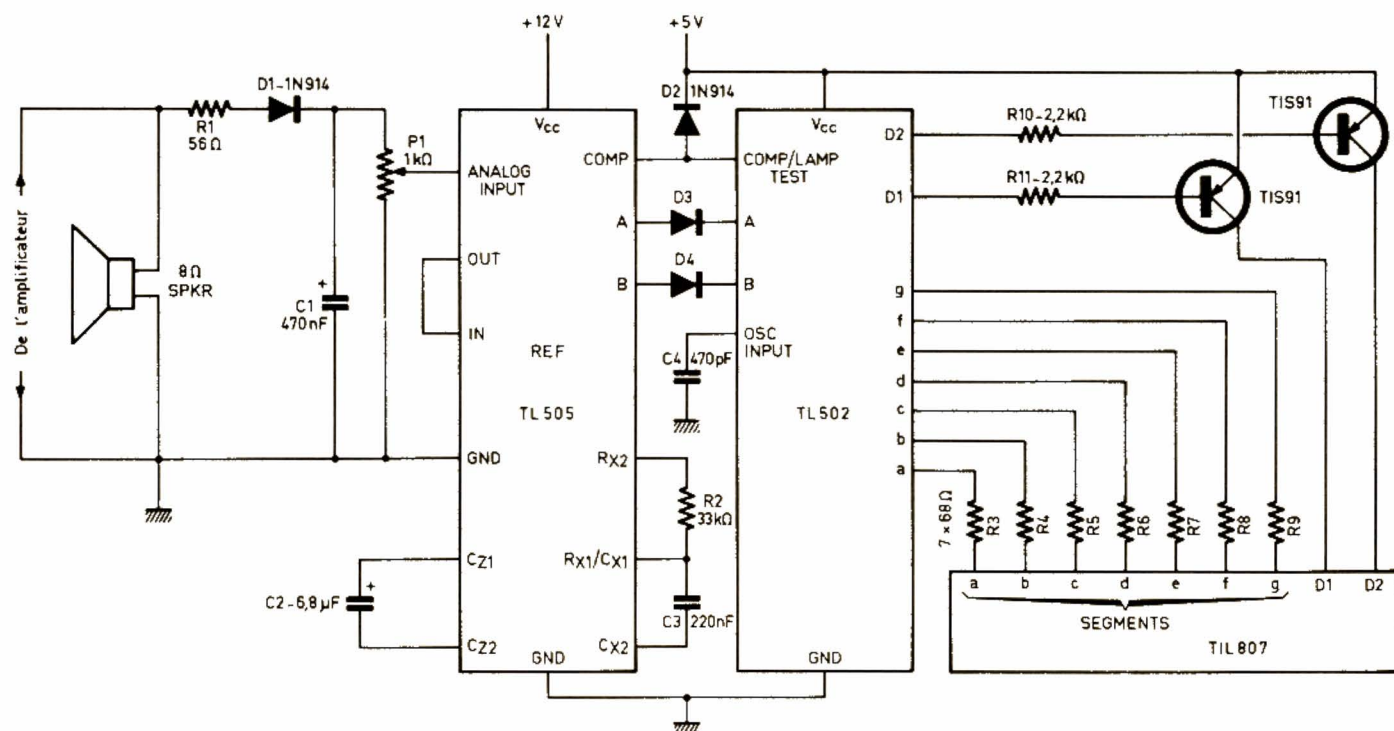 +12V
+5V
De l'amplificateur
R1
56Ω
D1-1N914
8Ω
SPKR
C1
470nF
+
P1
1kΩ
Vcc
ANALOG
INPUT
OUT
IN
REF
TL505
GND
CZ1
CZ2
GND
COMP
A
B
RX2
RX1/CX1
CX2
C2-6,8µF
+
D2 1N914
D3
D4
C4 470pF
R2
33kΩ
C3 220nF
Vcc
COMP/LAMP
TEST
A
B
OSC
INPUT
TL502
GND
D2
D1
g
f
e
d
c
b
a
R10-2,2kΩ
R11-2,2kΩ
TIS91
TIS91
7×68Ω
R3
R4
R5
R6
R7
R8
R9
a b c d e f g D1 D2
SEGMENTS
TIL807